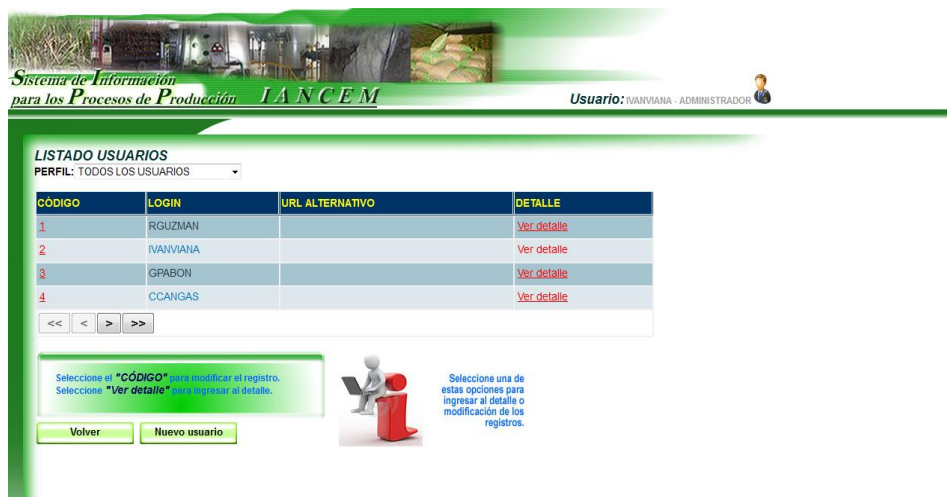 Sistema de Información
para los Procesos de Producción IANCEM
Usuario: IVANVIANA - ADMINISTRADOR
LISTADO USUARIOS
PERFIL: TODOS LOS USUARIOS
CÓDIGO LOGIN URL ALTERNATIVO DETALLE
1 RGUZMAN Ver detalle
2 IVANVIANA Ver detalle
3 GPABON Ver detalle
4 CCANGAS Ver detalle
<< < > >>
Seleccione el "CÓDIGO" para modificar el registro.
Seleccione "Ver detalle" para ingresar al detalle.
Seleccione una de
estas opciones para
ingresar al detalle o
modificación de los
registros.
Volver Nuevo usuario